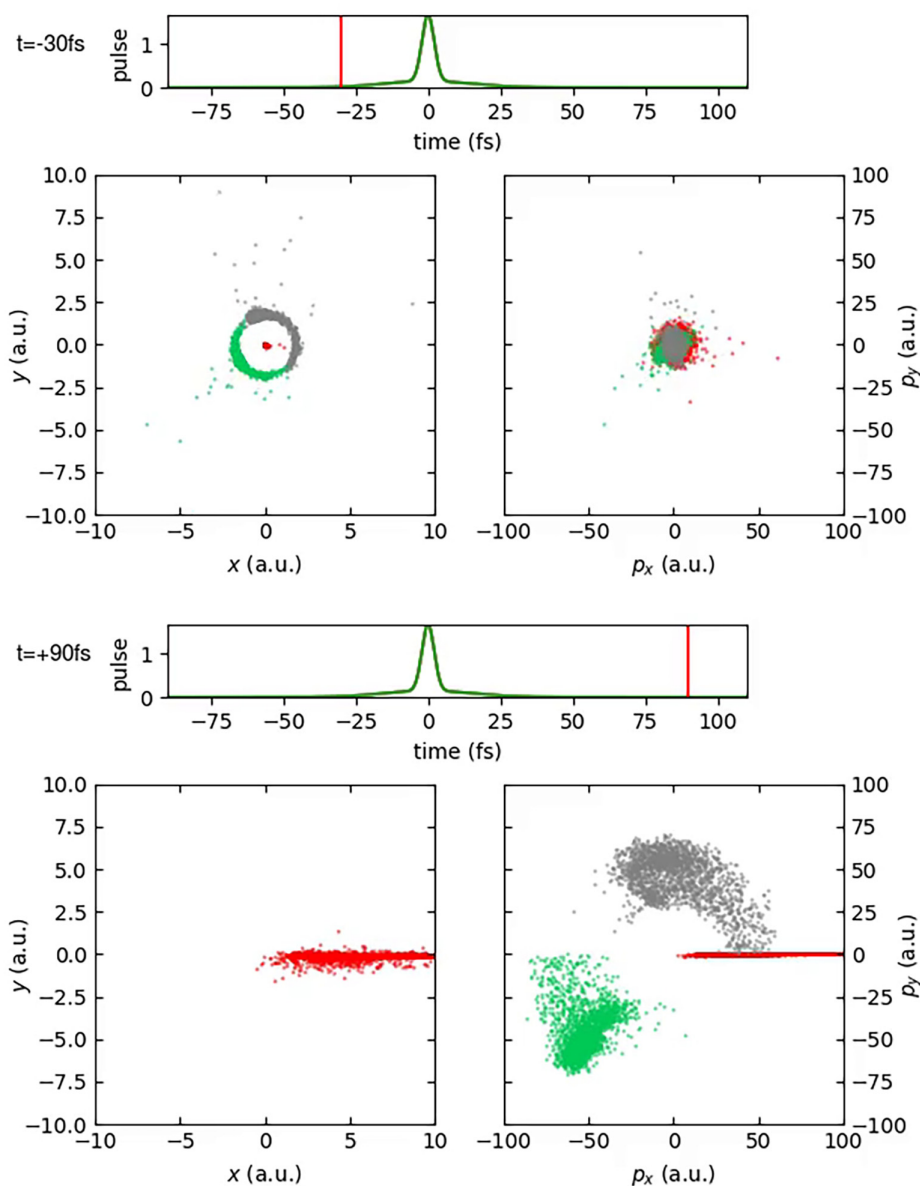 t=-30fs
pulse
1
0
−75 −50 −25 0 25 50 75 100
time (fs)
10.0 100
7.5 75
5.0 50
2.5 25
0.0 0
−2.5 −25
−5.0 −50
−7.5 −75
−10.0 −100
y (a.u.)
p_y (a.u.)
−10 −5 0 5 10 −100 −50 0 50 100
x (a.u.) p_x (a.u.)
t=+90fs
pulse
1
0
−75 −50 −25 0 25 50 75 100
time (fs)
10.0 100
7.5 75
5.0 50
2.5 25
0.0 0
−2.5 −25
−5.0 −50
−7.5 −75
−10.0 −100
y (a.u.)
p_y (a.u.)
−10 −5 0 5 10 −100 −50 0 50 100
x (a.u.) p_x (a.u.)